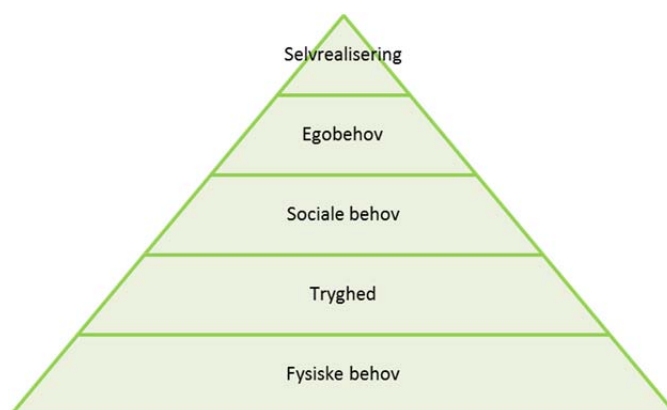 Selvrealisering
Egobehov
Sociale behov
Tryghed
Fysiske behov